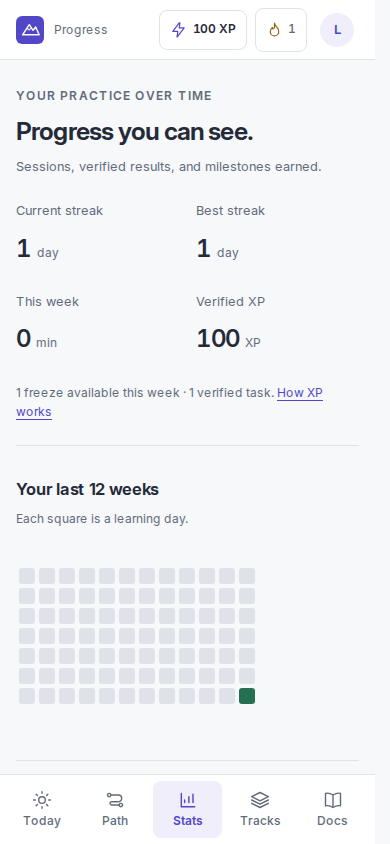 Progress
100 XP
1
L
YOUR PRACTICE OVER TIME
Progress you can see.
Sessions, verified results, and milestones earned.
Current streak
Best streak
1 day
1 day
This week
Verified XP
0 min
100 XP
1 freeze available this week · 1 verified task. How XP
works
Your last 12 weeks
Each square is a learning day.
Today
Path
Stats
Tracks
Docs